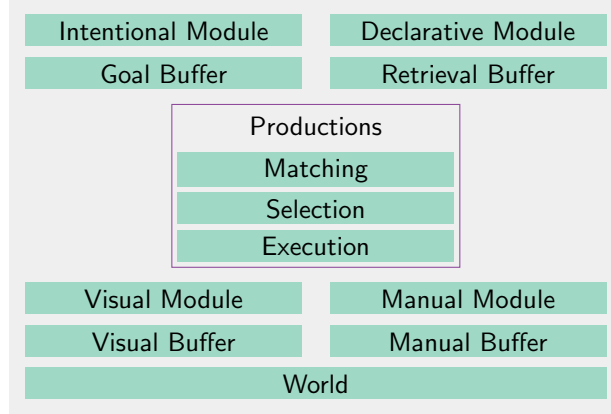 Intentional Module
Declarative Module
Goal Buffer
Retrieval Buffer
Productions
Matching
Selection
Execution
Visual Module
Manual Module
Visual Buffer
Manual Buffer
World